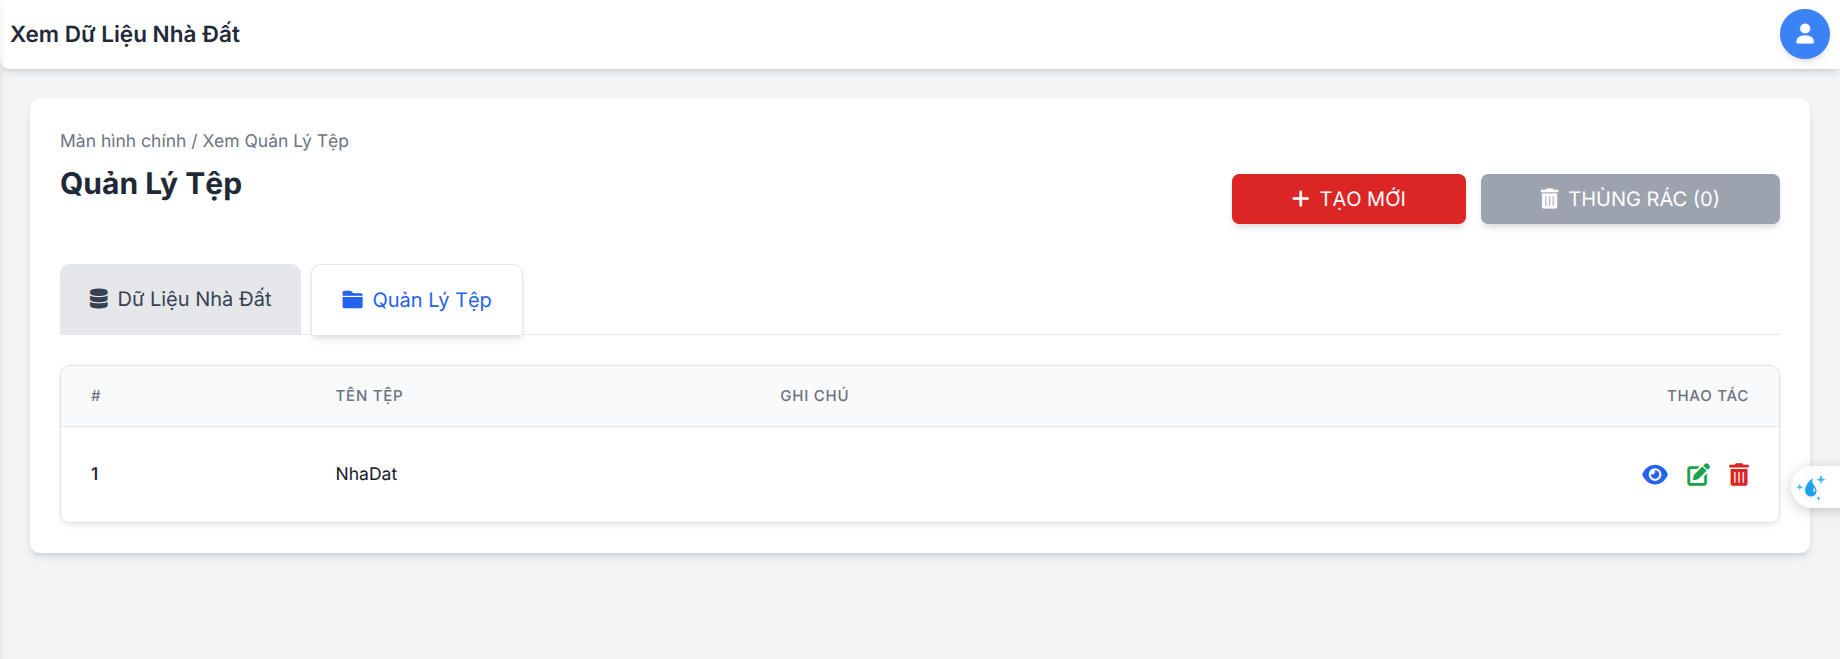 Xem Dữ Liệu Nhà Đất
Màn hình chính / Xem Quản Lý Tệp
Quản Lý Tệp
TẠO MỚI
THÙNG RÁC (0)
Dữ Liệu Nhà Đất
Quản Lý Tệp
# TÊN TỆP GHI CHÚ THAO TÁC
1 NhaDat